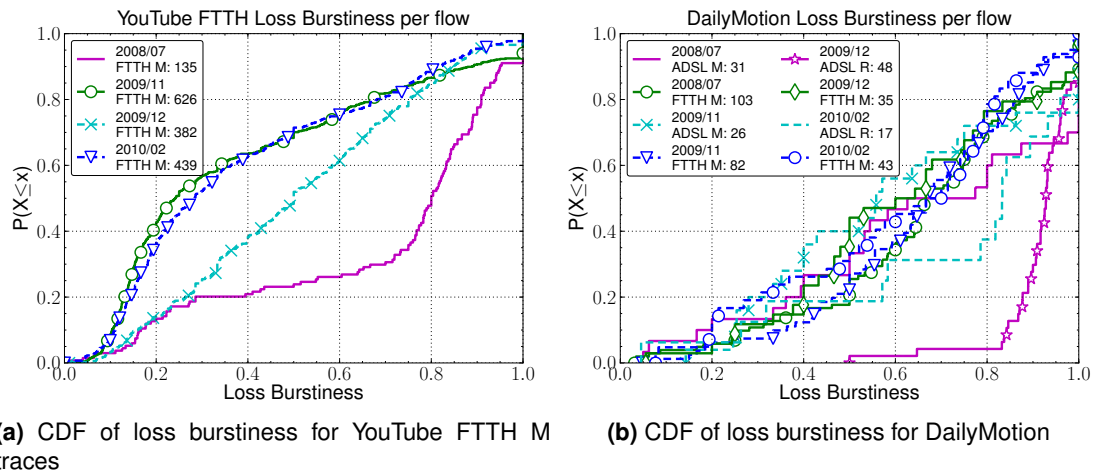 YouTube FTTH Loss Burstiness per flow
P(X≤x)
1.0
0.8
0.6
0.4
0.2
0.0
2008/07
FTTH M: 135
2009/11
FTTH M: 626
2009/12
FTTH M: 382
2010/02
FTTH M: 439
0.0 0.2 0.4 0.6 0.8 1.0
Loss Burstiness
(a) CDF of loss burstiness for YouTube FTTH M
traces
DailyMotion Loss Burstiness per flow
P(X≤x)
1.0
0.8
0.6
0.4
0.2
0.0
2008/07
ADSL M: 31
2008/07
FTTH M: 103
2009/11
ADSL M: 26
2009/11
FTTH M: 82
2009/12
ADSL R: 48
2009/12
FTTH M: 35
2010/02
ADSL R: 17
2010/02
FTTH M: 43
0.0 0.2 0.4 0.6 0.8 1.0
Loss Burstiness
(b) CDF of loss burstiness for DailyMotion